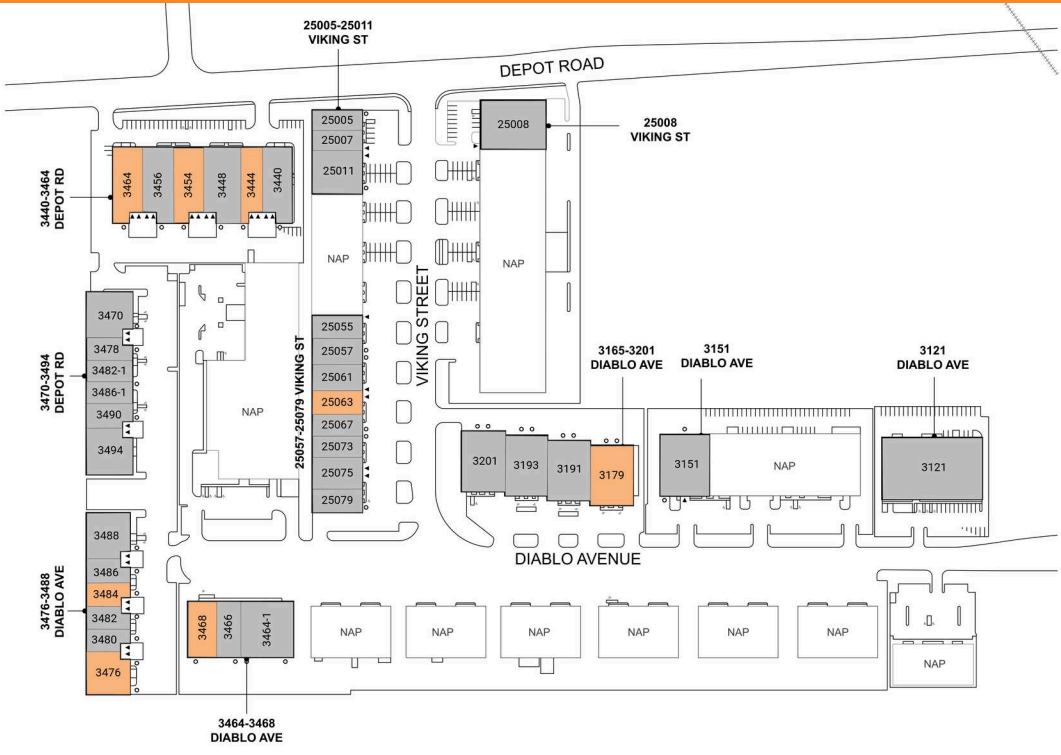 25005-25011
VIKING ST
DEPOT ROAD
25008
VIKING ST
25005
25007
25011
25008
3440-3464
DEPOT RD
3464
3456
3454
3448
3444
3440
NAP
NAP
VIKING STREET
3470-3494
DEPOT RD
3470
3478
3482-1
3486-1
3490
3494
NAP
25057-25079 VIKING ST
25055
25057
25061
25063
25067
25073
25075
25079
3165-3201
DIABLO AVE
3151
DIABLO AVE
3121
DIABLO AVE
3201
3193
3191
3179
3151
NAP
3121
DIABLO AVENUE
3476-3488
DIABLO AVE
3488
3486
3484
3482
3480
3476
3468
3466
3464-1
NAP
NAP
NAP
NAP
NAP
NAP
NAP
3464-3468
DIABLO AVE